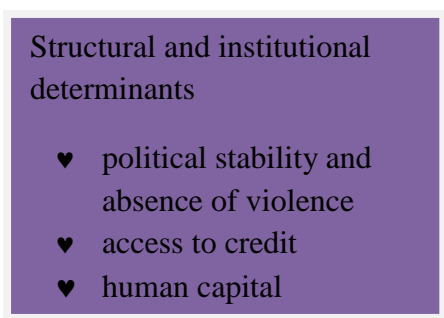 Structural and institutional
determinants
♥ political stability and
absence of violence
♥ access to credit
♥ human capital